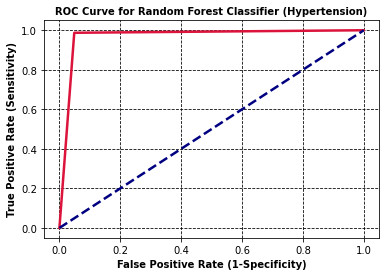 ROC Curve for Random Forest Classifier (Hypertension)
True Positive Rate (Sensitivity)
1.0
0.8
0.6
0.4
0.2
0.0
0.0 0.2 0.4 0.6 0.8 1.0
False Positive Rate (1-Specificity)